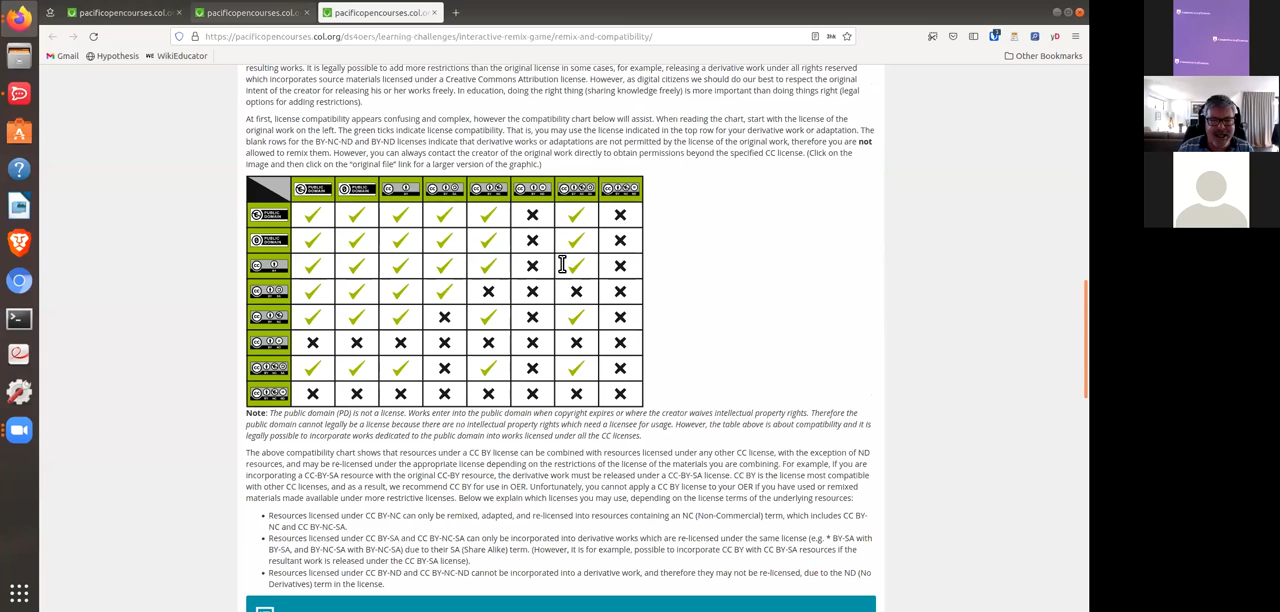 pacificopencourses.col.or
pacificopencourses.col.or
pacificopencourses.col.or
https://pacificopencourses.col.org/ds4oers/learning-challenges/interactive-remix-game/remix-and-compatibility/
Gmail Hypothesis WikiEducator Other Bookmarks
resulting works. It is legally possible to add more restrictions than the original license in some cases, for example, releasing a derivative work under all rights reserved
which incorporates source materials licensed under a Creative Commons Attribution license. However, as digital citizens we should do our best to respect the original
intent of the creator for releasing his or her works freely. In education, doing the right thing (sharing knowledge freely) is more important than doing things right (legal
options for adding restrictions).
At first, license compatibility appears confusing and complex, however the compatibility chart below will assist. When reading the chart, start with the license of the
original work on the left. The green ticks indicate license compatibility. That is, you may use the license indicated in the top row for your derivative work or adaptation. The
blank rows for the BY-NC-ND and BY-ND licenses indicate that derivative works or adaptations are not permitted by the license of the original work, therefore you are not
allowed to remix them. However, you can always contact the creator of the original work directly to obtain permissions beyond the specified CC license. (Click on the
image and then click on the "original file" link for a larger version of the graphic.)
PUBLIC DOMAIN PUBLIC DOMAIN
PUBLIC DOMAIN
PUBLIC DOMAIN
Note: The public domain (PD) is not a license. Works enter into the public domain when copyright expires or where the creator waives intellectual property rights. Therefore the
public domain cannot legally be a license because there are no intellectual property rights which need a licensee for usage. However, the table above is about compatibility and it is
legally possible to incorporate works dedicated to the public domain into works licensed under all the CC licenses.
The above compatibility chart shows that resources under a CC BY license can be combined with resources licensed under any other CC license, with the exception of ND
resources, and may be re-licensed under the appropriate license depending on the restrictions of the license of the materials you are combining. For example, if you are
incorporating a CC-BY-SA resource with the original CC-BY resource, the derivative work must be released under a CC-BY-SA license. CC BY is the license most compatible
with other CC licenses, and as a result, we recommend CC BY for use in OER. Unfortunately, you cannot apply a CC BY license to your OER if you have used or remixed
materials made available under more restrictive licenses. Below we explain which licenses you may use, depending on the license terms of the underlying resources:
• Resources licensed under CC BY-NC can only be remixed, adapted, and re-licensed into resources containing an NC (Non-Commercial) term, which includes CC BY-
NC and CC BY-NC-SA.
• Resources licensed under CC BY-SA and CC BY-NC-SA can only be incorporated into derivative works which are re-licensed under the same license (e.g. * BY-SA with
BY-SA, and BY-NC-SA with BY-NC-SA) due to their SA (Share Alike) term. (However, it is for example, possible to incorporate CC BY with CC BY-SA resources if the
resultant work is released under the CC BY-SA license).
• Resources licensed under CC BY-ND and CC BY-NC-ND cannot be incorporated into a derivative work, and therefore they may not be re-licensed, due to the ND (No
Derivatives) term in the license.